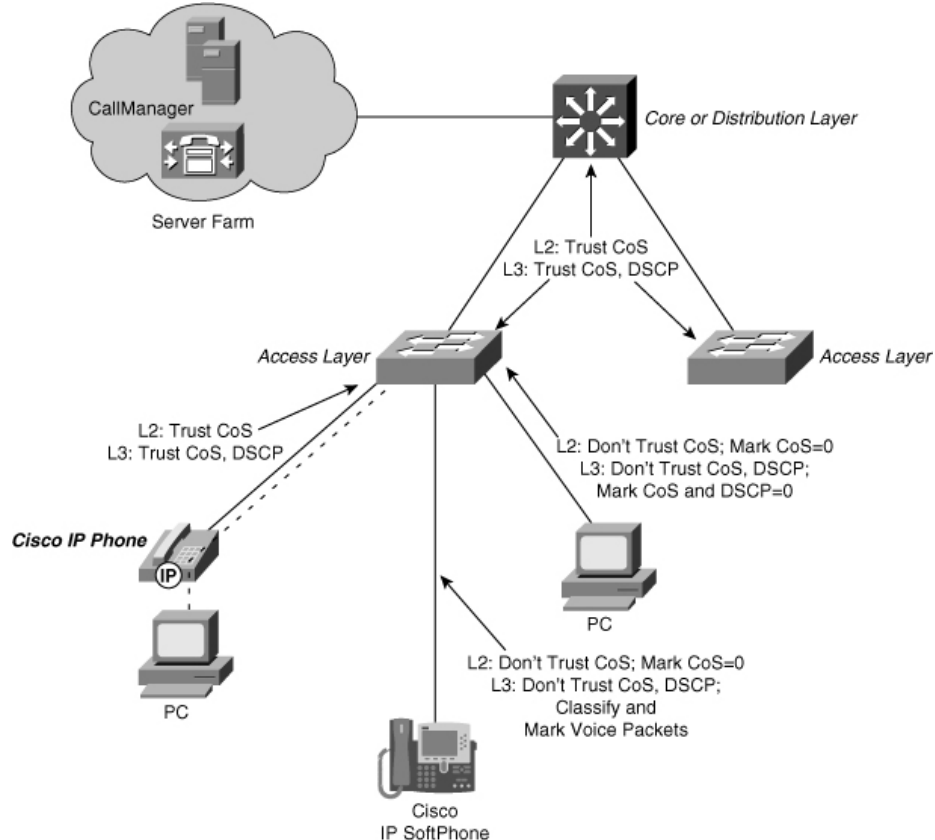 CallManager
Server Farm
Core or Distribution Layer
L2: Trust CoS
L3: Trust CoS, DSCP
Access Layer
Access Layer
L2: Trust CoS
L3: Trust CoS, DSCP
L2: Don't Trust CoS; Mark CoS=0
L3: Don't Trust CoS, DSCP;
Mark CoS and DSCP=0
Cisco IP Phone
IP
PC
PC
L2: Don't Trust CoS; Mark CoS=0
L3: Don't Trust CoS, DSCP;
Classify and
Mark Voice Packets
Cisco
IP SoftPhone